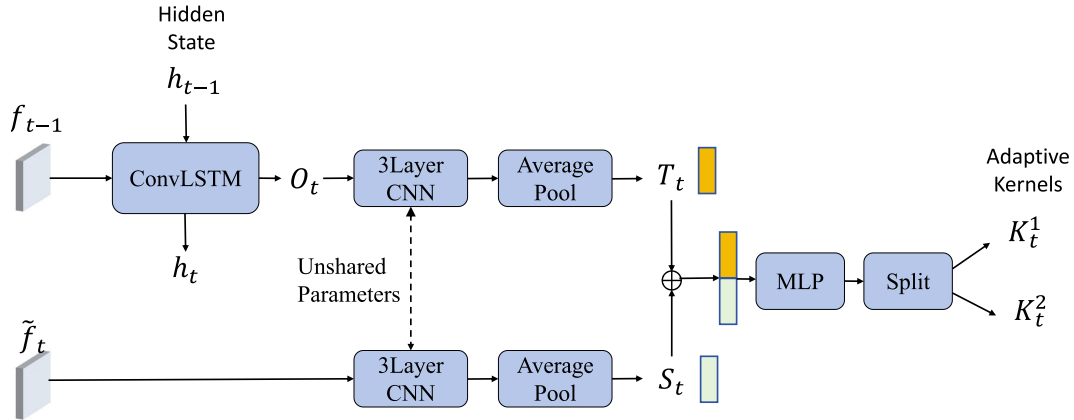 Hidden
State
h_{t-1}
f_{t-1}
ConvLSTM
O_t
3Layer
CNN
Average
Pool
T_t
Adaptive
Kernels
h_t
Unshared
Parameters
⊕
MLP
Split
K_t^1
K_t^2
f̃_t
3Layer
CNN
Average
Pool
S_t